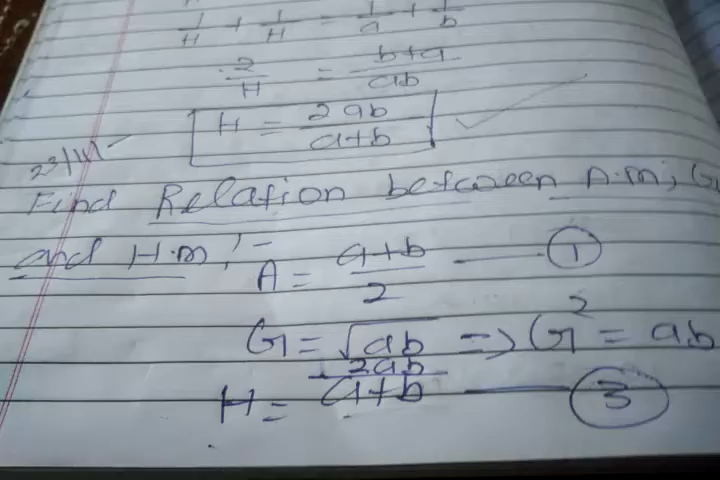 1/H + 1/H = 1/a + 1/b
2/H = b+a/ab
H = 2ab/a+b
Find Relation between A.M, G
and H.M! -
A = a+b/2 — ①
G = √ab => G² = ab
H = 2ab/a+b — ③